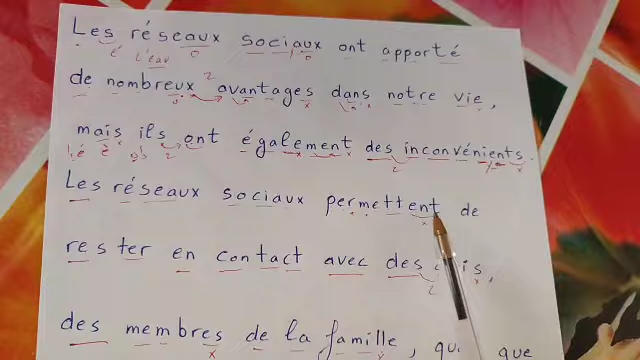 Les réseaux sociaux ont apporté
de nombreux avantages dans notre vie,
mais ils ont également des inconvénients.
Les réseaux sociaux permettent de
rester en contact avec des
des membres de la famille, que